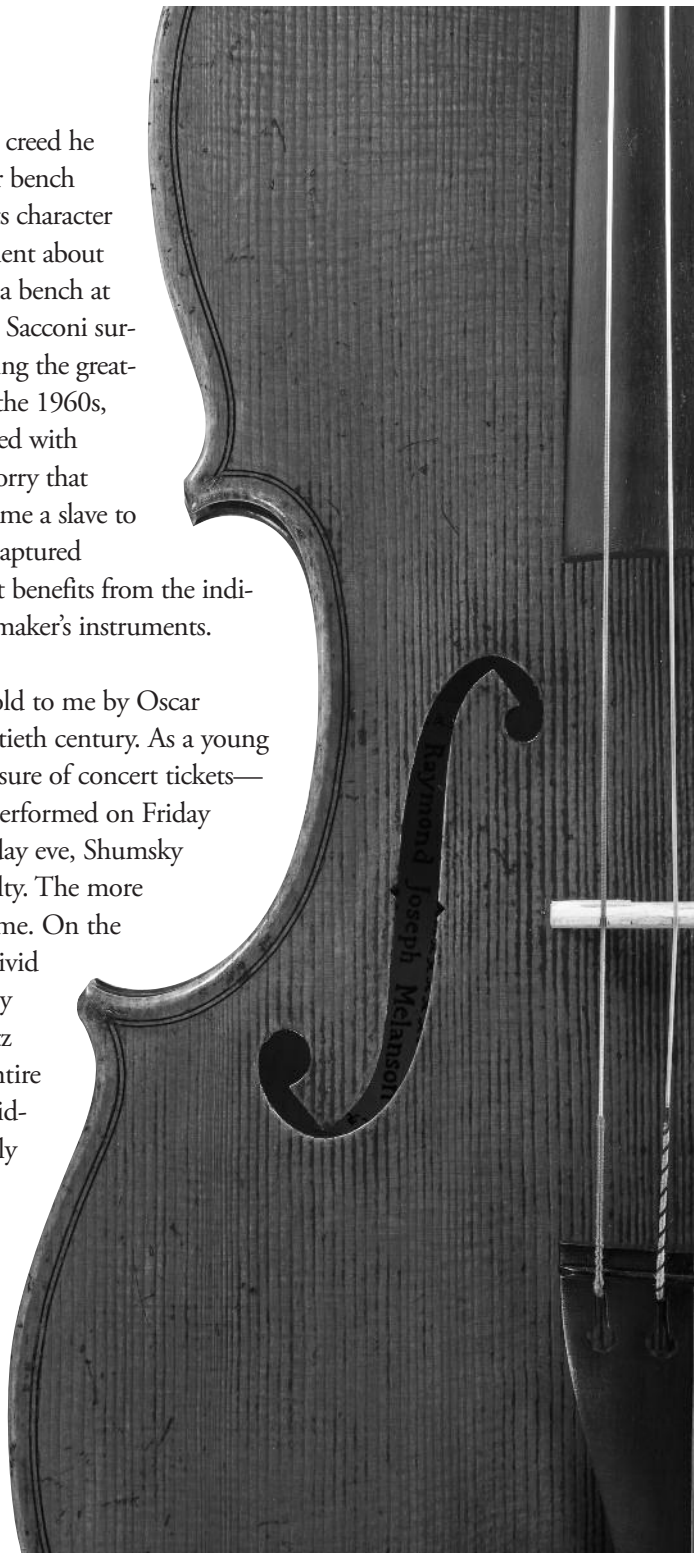 creed he
r bench
s character
ent about
a bench at
Sacconi sur-
ng the great-
the 1960s,
ed with
orry that
me a slave to
aptured
t benefits from the indi-
maker’s instruments.
old to me by Oscar
tieth century. As a young
sure of concert tickets—
erformed on Friday
day eve, Shumsky
lty. The more
me. On the
ivid
y
tz
ntire
id-
ly
Raymond Joseph Melanson